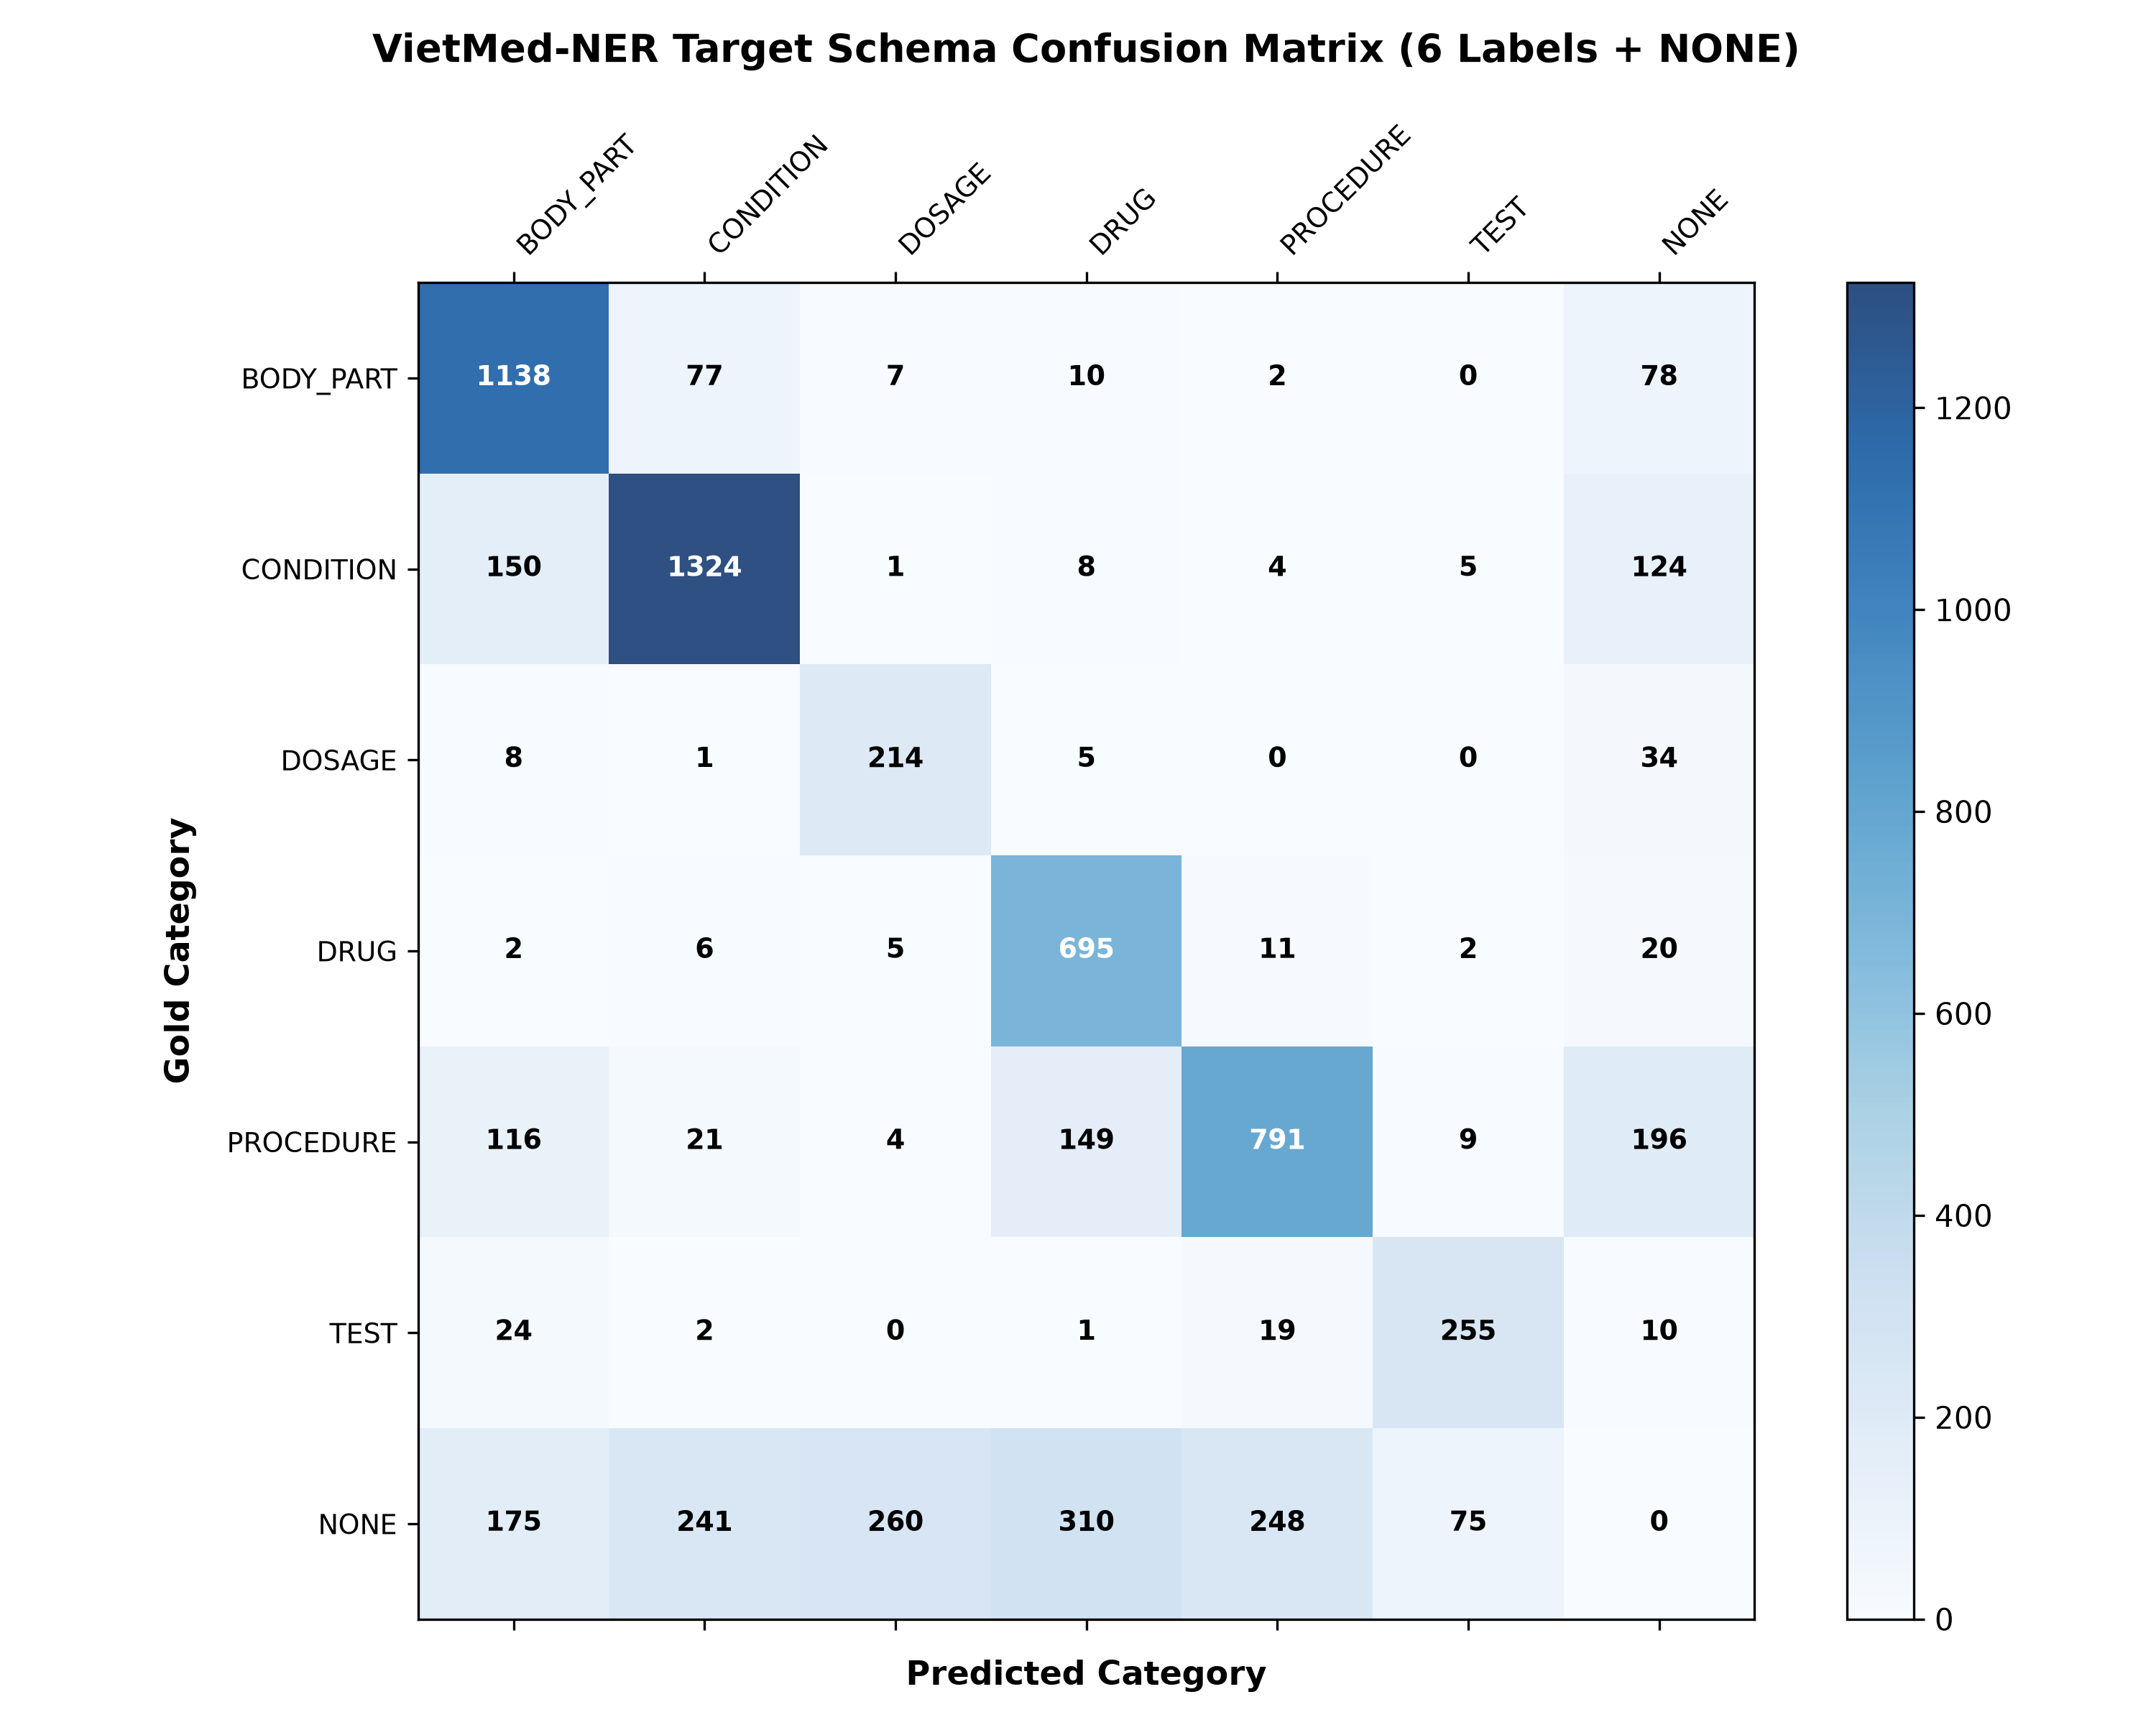 VietMed-NER Target Schema Confusion Matrix (6 Labels + NONE)
BODY_PART CONDITION DOSAGE DRUG PROCEDURE TEST NONE
BODY_PART 1138 77 7 10 2 0 78
CONDITION 150 1324 1 8 4 5 124
DOSAGE 8 1 214 5 0 0 34
DRUG 2 6 5 695 11 2 20
PROCEDURE 116 21 4 149 791 9 196
TEST 24 2 0 1 19 255 10
NONE 175 241 260 310 248 75 0
Gold Category
Predicted Category
1200
1000
800
600
400
200
0